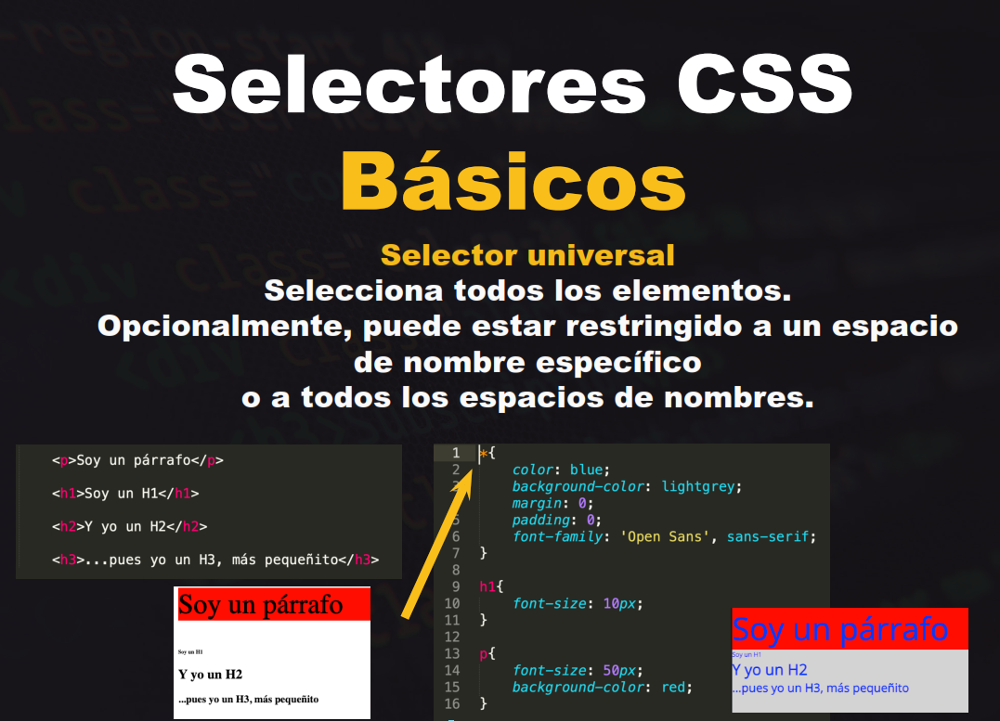 Selectores CSS
Básicos
Selector universal
Selecciona todos los elementos.
Opcionalmente, puede estar restringido a un espacio
de nombre específico
o a todos los espacios de nombres.
<p>Soy un párrafo</p>
<h1>Soy un H1</h1>
<h2>Y yo un H2</h2>
<h3>...pues yo un H3, más pequeñito</h3>
Soy un párrafo
Soy un H1
Y yo un H2
...pues yo un H3, más pequeñito
1 *{
2 color: blue;
3 background-color: lightgrey;
margin: 0;
5 padding: 0;
6 font-family: 'Open Sans', sans-serif;
7 }
8
9 h1{
10 font-size: 10px;
11 }
12
13 p{
14 font-size: 50px;
15 background-color: red;
16 }
Soy un párrafo
Soy un H1
Y yo un H2
...pues yo un H3, más pequeñito